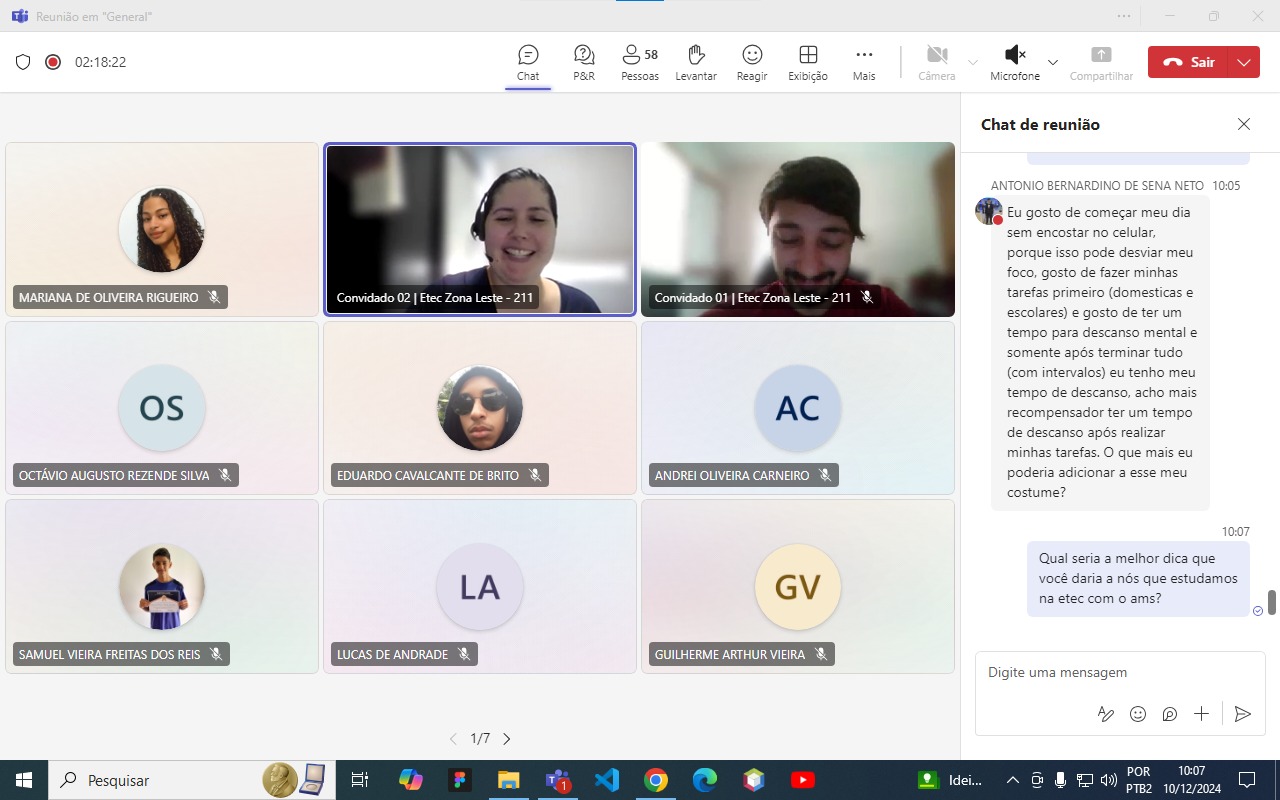 Reunião em "General"
02:18:22
Chat
P&R
58
Pessoas
Levantar
Reagir
Exibição
Mais
Câmera
Microfone
Compartilhar
Sair
MARIANA DE OLIVEIRA RIGUEIRO
Convidado 02 | Etec Zona Leste - 211
Convidado 01 | Etec Zona Leste - 211
OS
OCTÁVIO AUGUSTO REZENDE SILVA
EDUARDO CAVALCANTE DE BRITO
AC
ANDREI OLIVEIRA CARNEIRO
SAMUEL VIEIRA FREITAS DOS REIS
LA
LUCAS DE ANDRADE
GV
GUILHERME ARTHUR VIEIRA
1/7
Chat de reunião
ANTONIO BERNARDINO DE SENA NETO 10:05
Eu gosto de começar meu dia
sem encostar no celular,
porque isso pode desviar meu
foco, gosto de fazer minhas
tarefas primeiro (domesticas e
escolares) e gosto de ter um
tempo para descanso mental e
somente após terminar tudo
(com intervalos) eu tenho meu
tempo de descanso, acho mais
recompensador ter um tempo
de descanso após realizar
minhas tarefas. O que mais eu
poderia adicionar a esse meu
costume?
10:07
Qual seria a melhor dica que
você daria a nós que estudamos
na etec com o ams?
Digite uma mensagem
Pesquisar
1
Idei...
POR
PTB2
10:07
10/12/2024